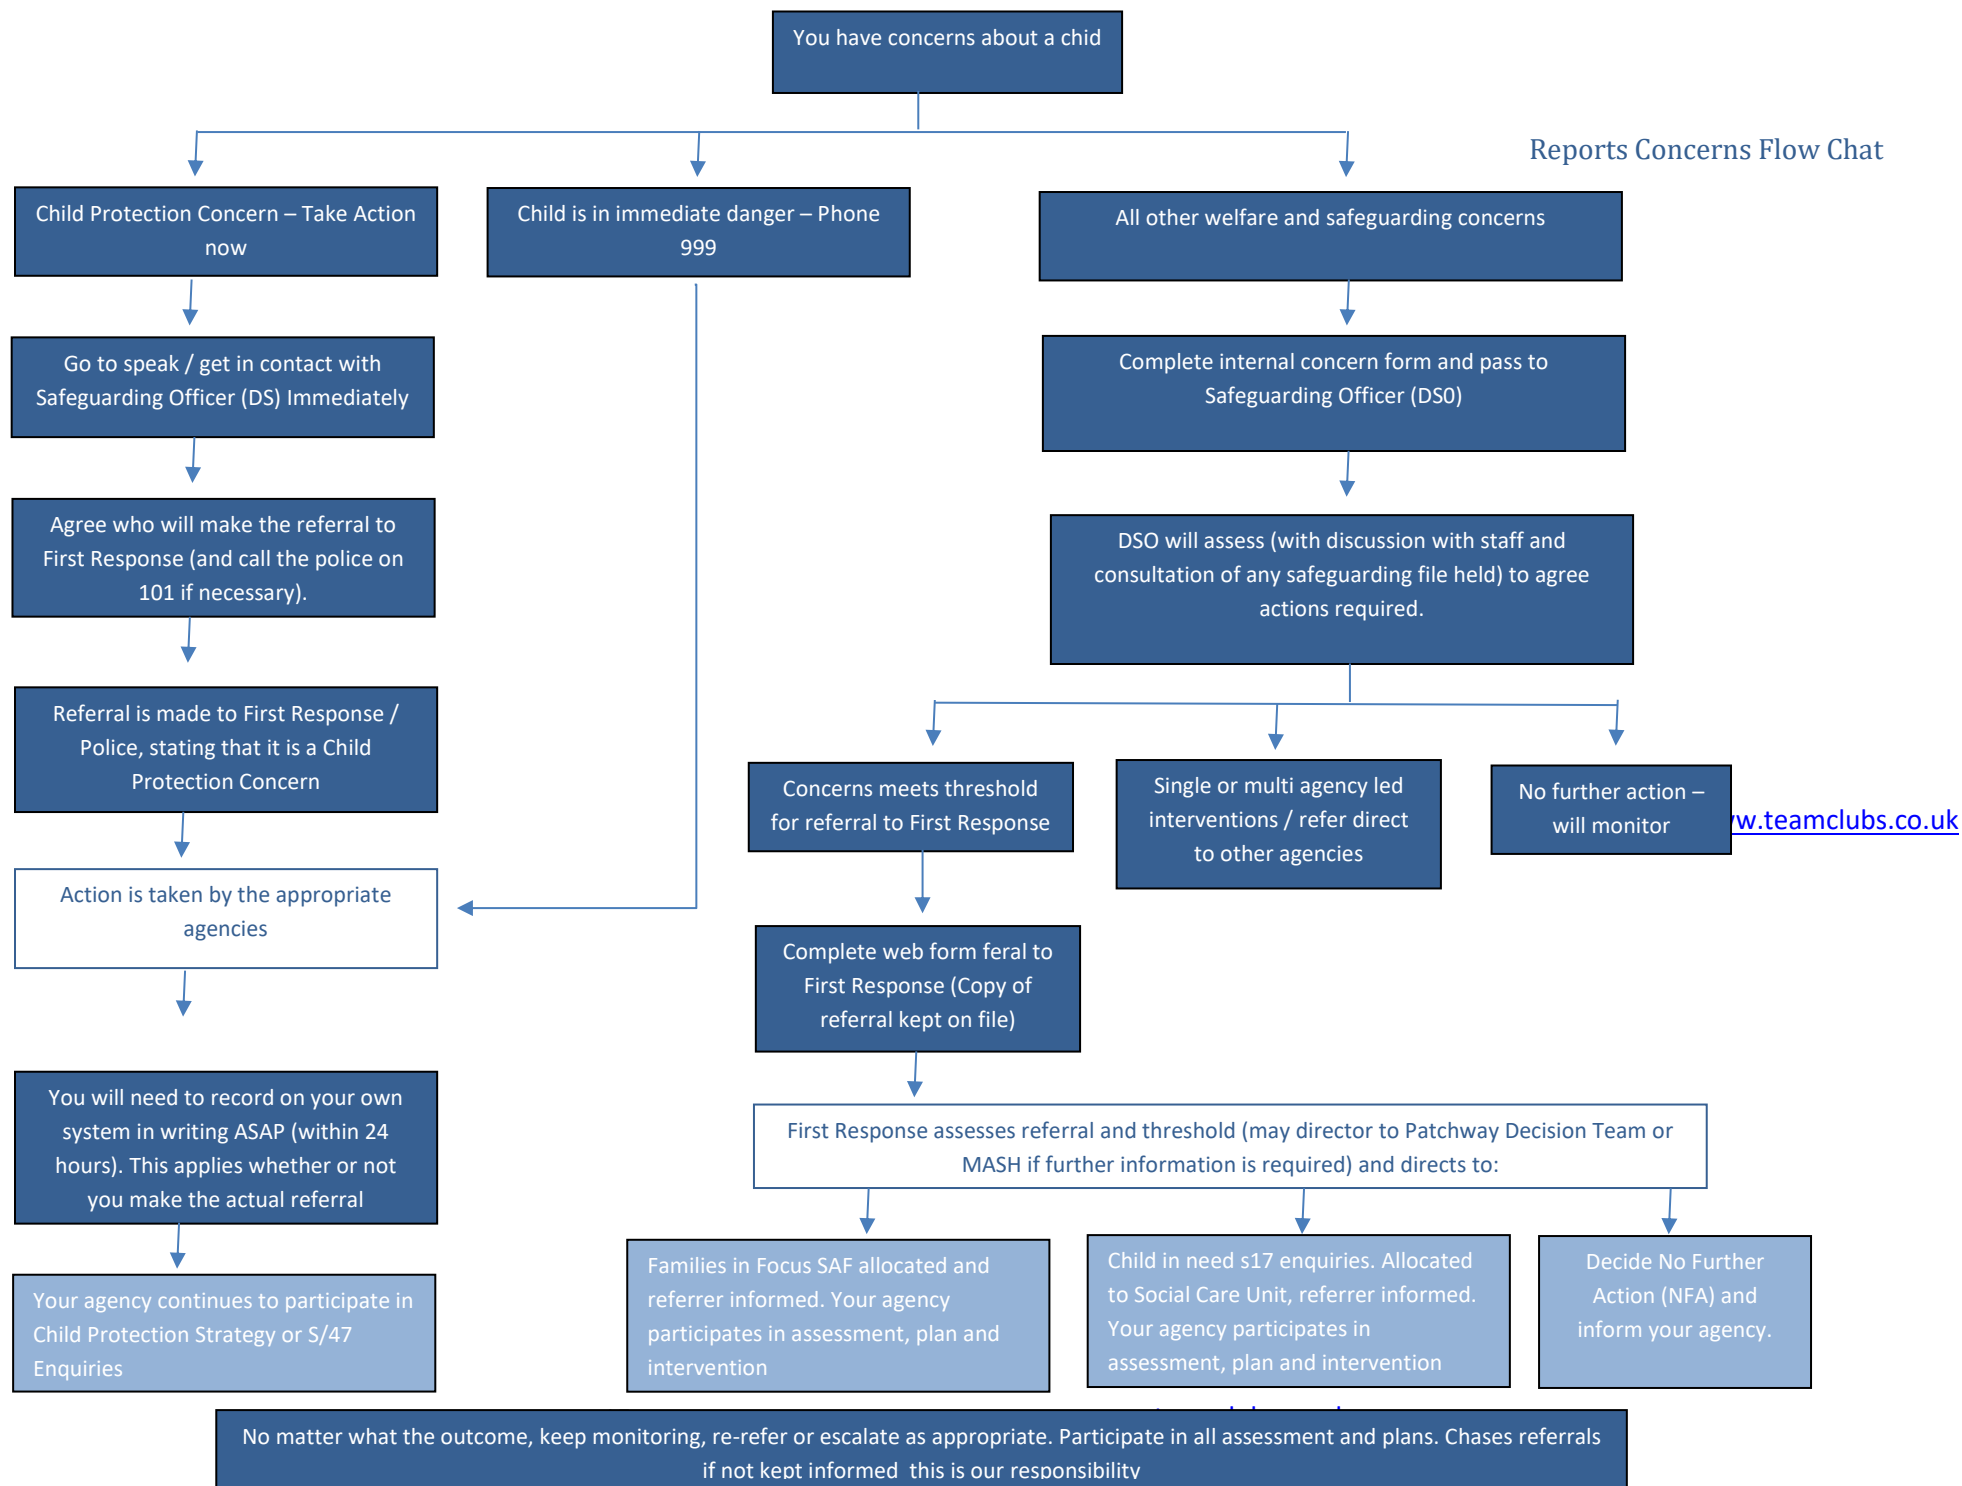 You have concerns about a chid
Reports Concerns Flow Chat
Child Protection Concern – Take Action
now
Child is in immediate danger – Phone
999
All other welfare and safeguarding concerns
Go to speak / get in contact with
Safeguarding Officer (DS) Immediately
Complete internal concern form and pass to
Safeguarding Officer (DS0)
Agree who will make the referral to
First Response (and call the police on
101 if necessary).
DSO will assess (with discussion with staff and
consultation of any safeguarding file held) to agree
actions required.
Referral is made to First Response /
Police, stating that it is a Child
Protection Concern
Concerns meets threshold
for referral to First Response
Single or multi agency led
interventions / refer direct
to other agencies
No further action –
will monitor
w.teamclubs.co.uk
Action is taken by the appropriate
agencies
Complete web form feral to
First Response (Copy of
referral kept on file)
You will need to record on your own
system in writing ASAP (within 24
hours). This applies whether or not
you make the actual referral
First Response assesses referral and threshold (may director to Patchway Decision Team or
MASH if further information is required) and directs to:
Your agency continues to participate in
Child Protection Strategy or S/47
Enquiries
Families in Focus SAF allocated and
referrer informed. Your agency
participates in assessment, plan and
intervention
Child in need s17 enquiries. Allocated
to Social Care Unit, referrer informed.
Your agency participates in
assessment, plan and intervention
Decide No Further
Action (NFA) and
inform your agency.
No matter what the outcome, keep monitoring, re-refer or escalate as appropriate. Participate in all assessment and plans. Chases referrals
if not kept informed this is our responsibility